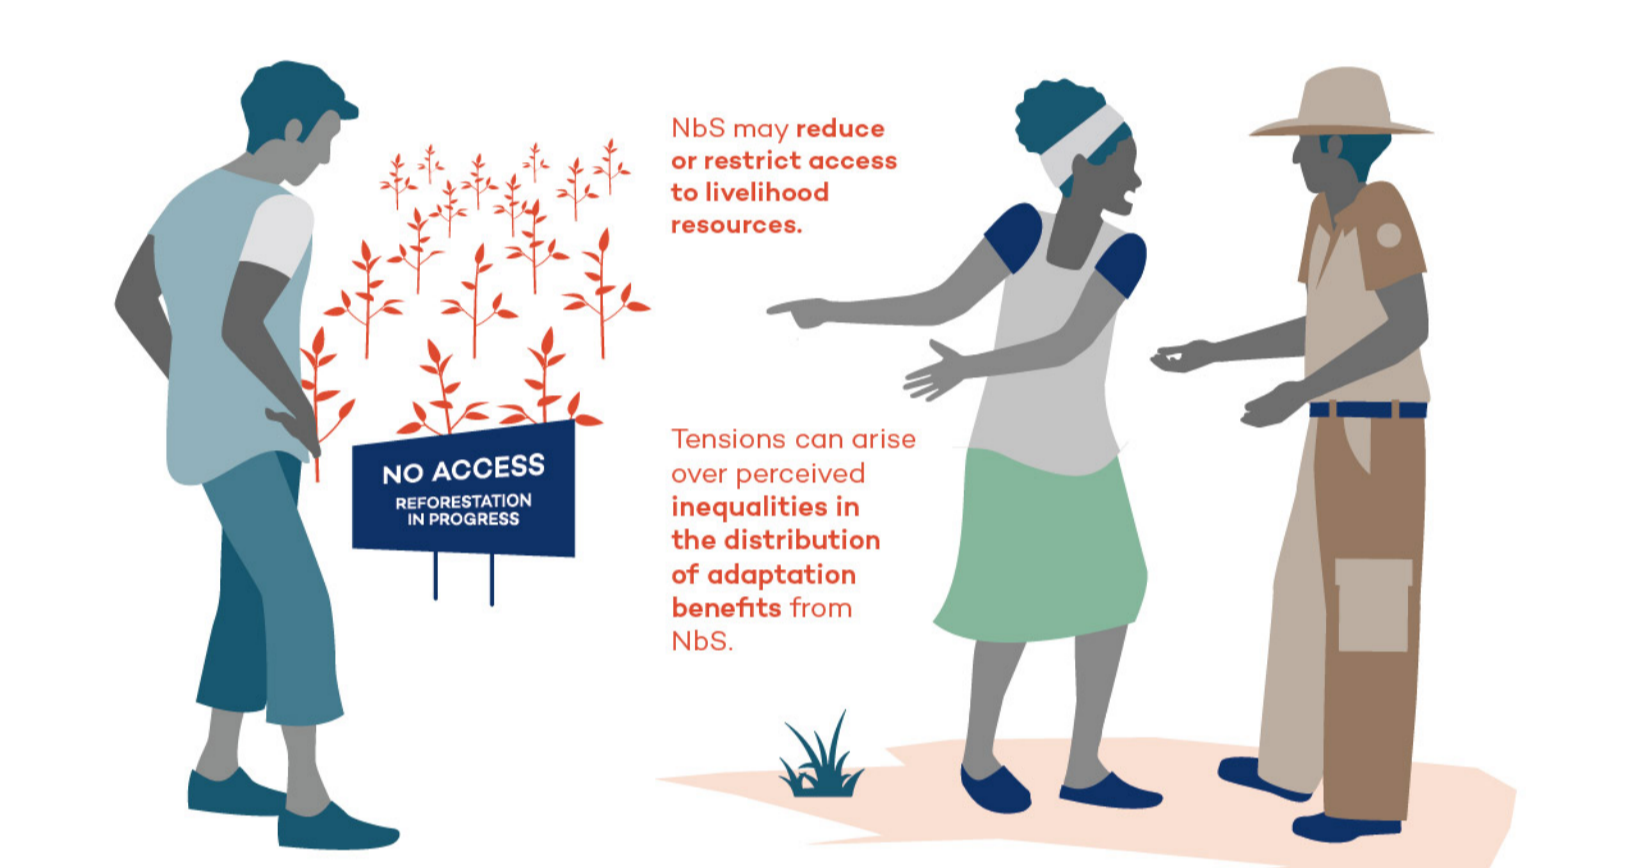 NbS may reduce
or restrict access
to livelihood
resources.
NO ACCESS
REFORESTATION
IN PROGRESS
Tensions can arise
over perceived
inequalities in
the distribution
of adaptation
benefits from
NbS.